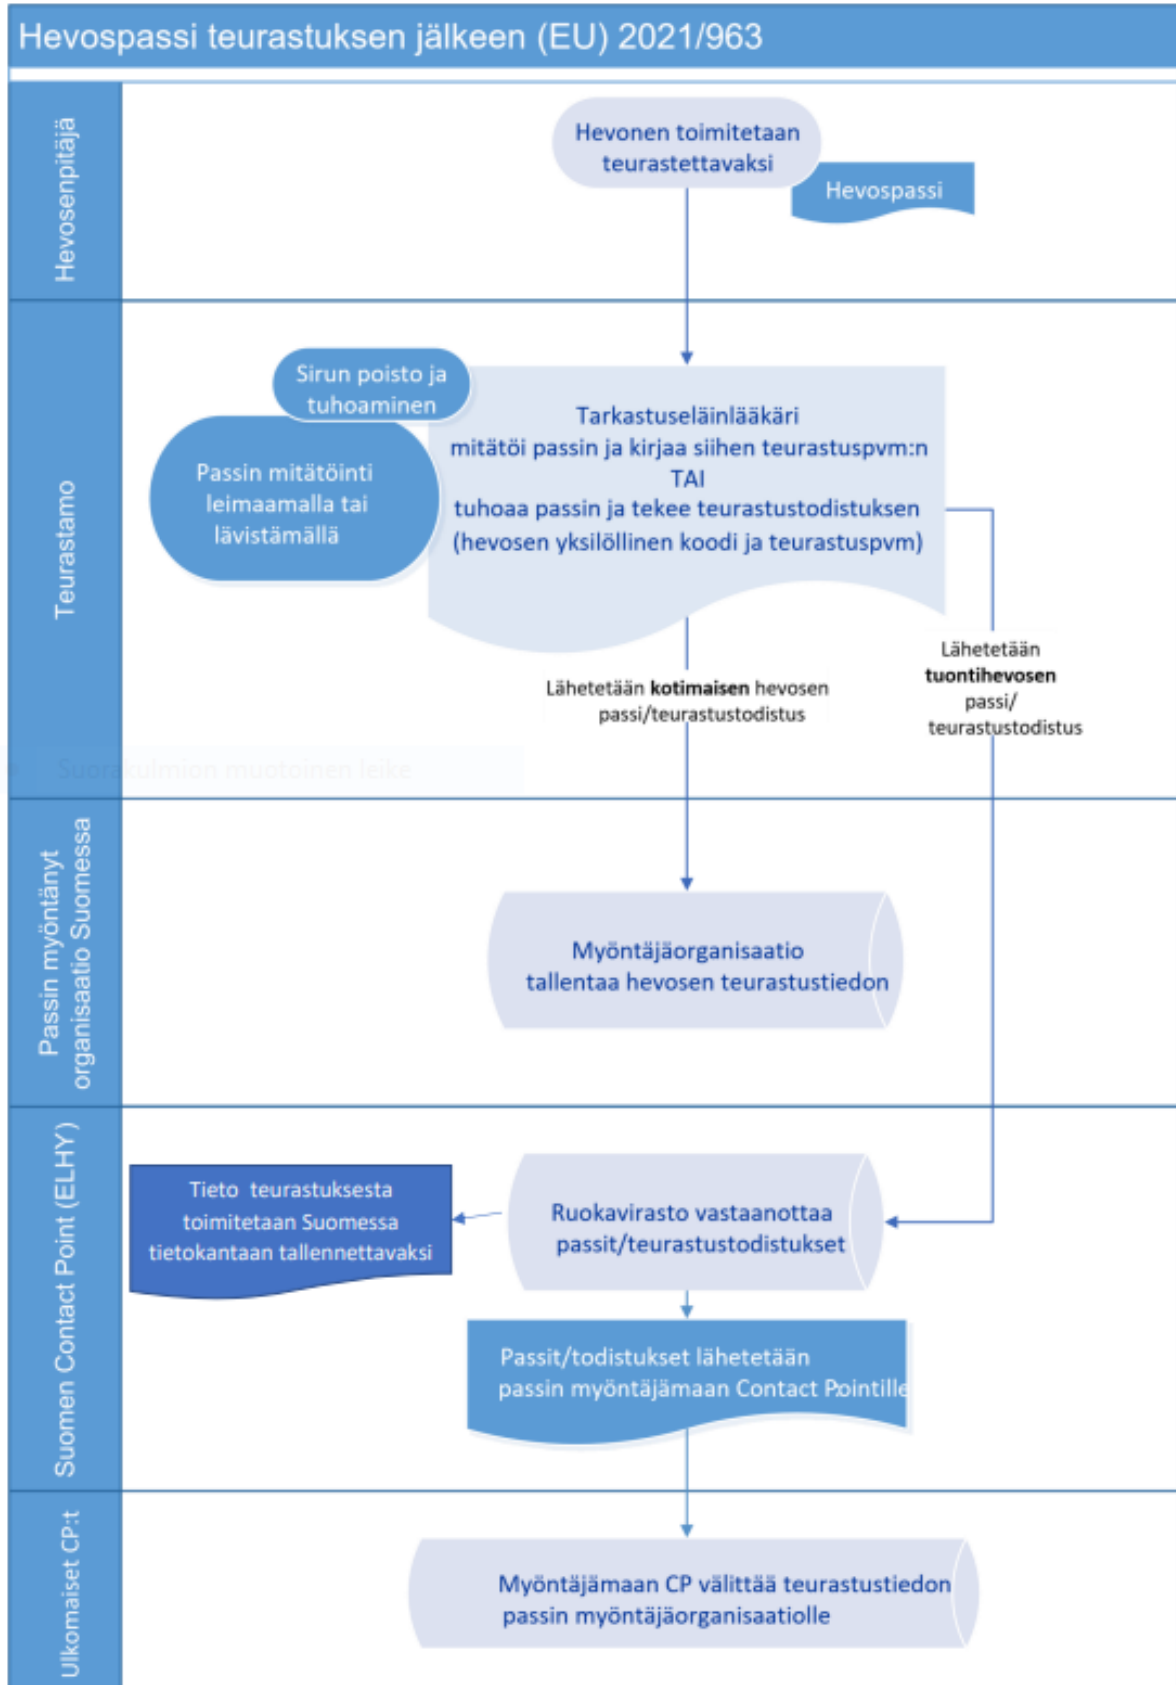 Hevospassi teurastuksen jälkeen (EU) 2021/963
Hevosenpitäjä
Hevonen toimitetaan
teurastettavaksi
Hevospassi
Teurastamo
Sirun poisto ja
tuhoaminen
Passin mitätöinti
leimaamalla tai
lävistämällä
Tarkastuseläinlääkäri
mitätöi passin ja kirjaa siihen teurastuspvm:n
TAI
tuhoaa passin ja tekee teurastustodistuksen
(hevosen yksilöllinen koodi ja teurastuspvm)
Lähetetään kotimaisen hevosen
passi/teurastustodistus
Lähetetään
tuontihevosen
passi/
teurastustodistus
Suorakulmion muotoinen leike
Passin myöntänyt
organisaatio Suomessa
Myöntäjäorganisaatio
tallentaa hevosen teurastustiedon
Suomen Contact Point (ELHY)
Tieto teurastuksesta
toimitetaan Suomessa
tietokantaan tallennettavaksi
Ruokavirasto vastaanottaa
passit/teurastustodistukset
Passit/todistukset lähetetään
passin myöntäjämaan Contact Pointille
Ulkomaiset CP:t
Myöntäjämaan CP välittää teurastustiedon
passin myöntäjäorganisaatiolle